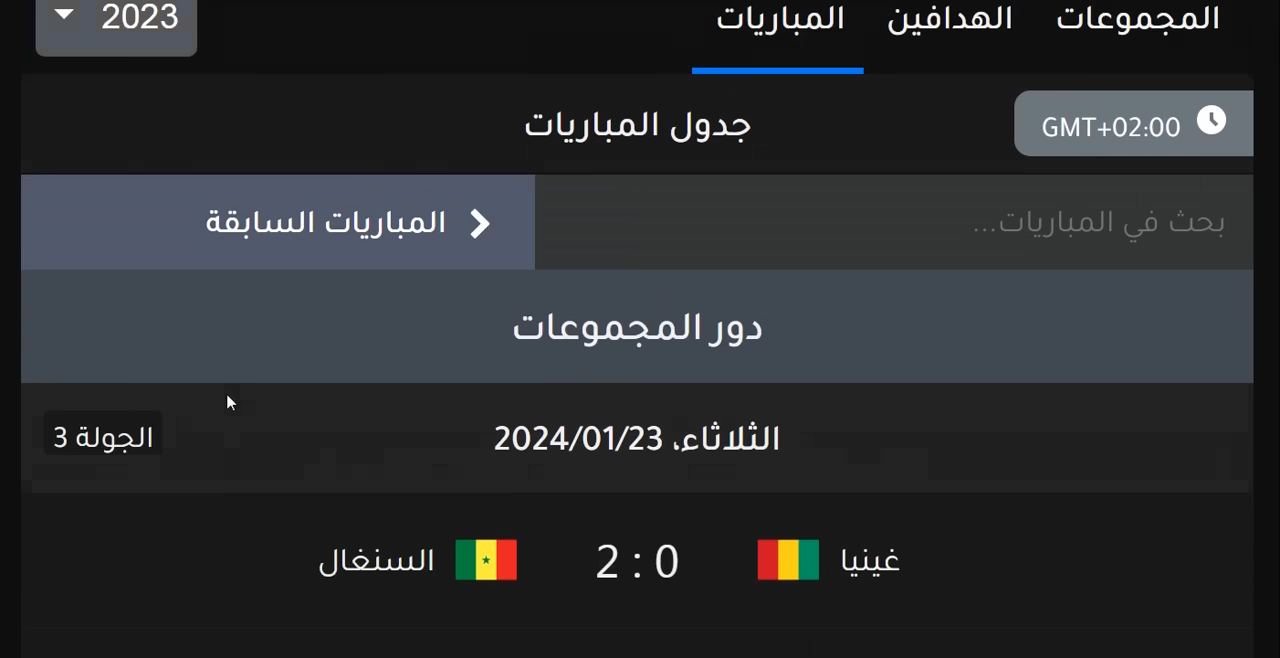 المجموعات
الهدافين
المباريات
2023
GMT+02:00
جدول المباريات
بحث في المباريات...
المباريات السابقة
دور المجموعات
الثلاثاء، 2024/01/23
الجولة 3
غينيا
2 : 0
السنغال